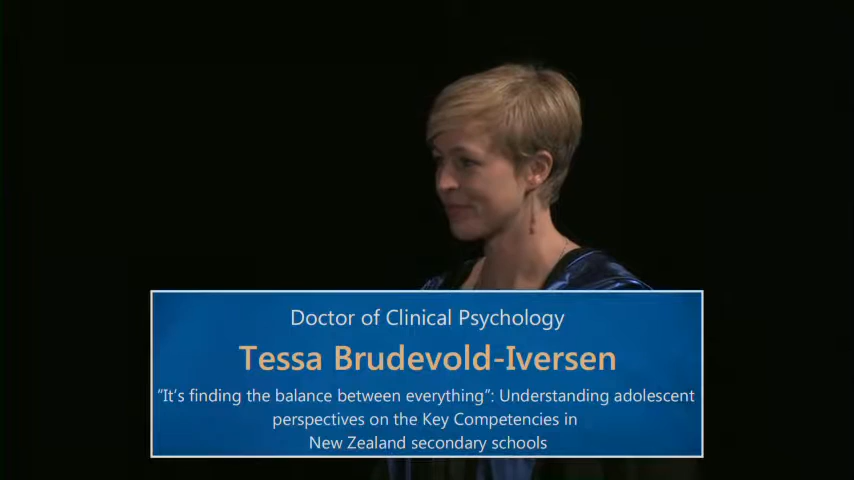 Doctor of Clinical Psychology
Tessa Brudevold-Iversen
“It’s finding the balance between everything”: Understanding adolescent
perspectives on the Key Competencies in
New Zealand secondary schools